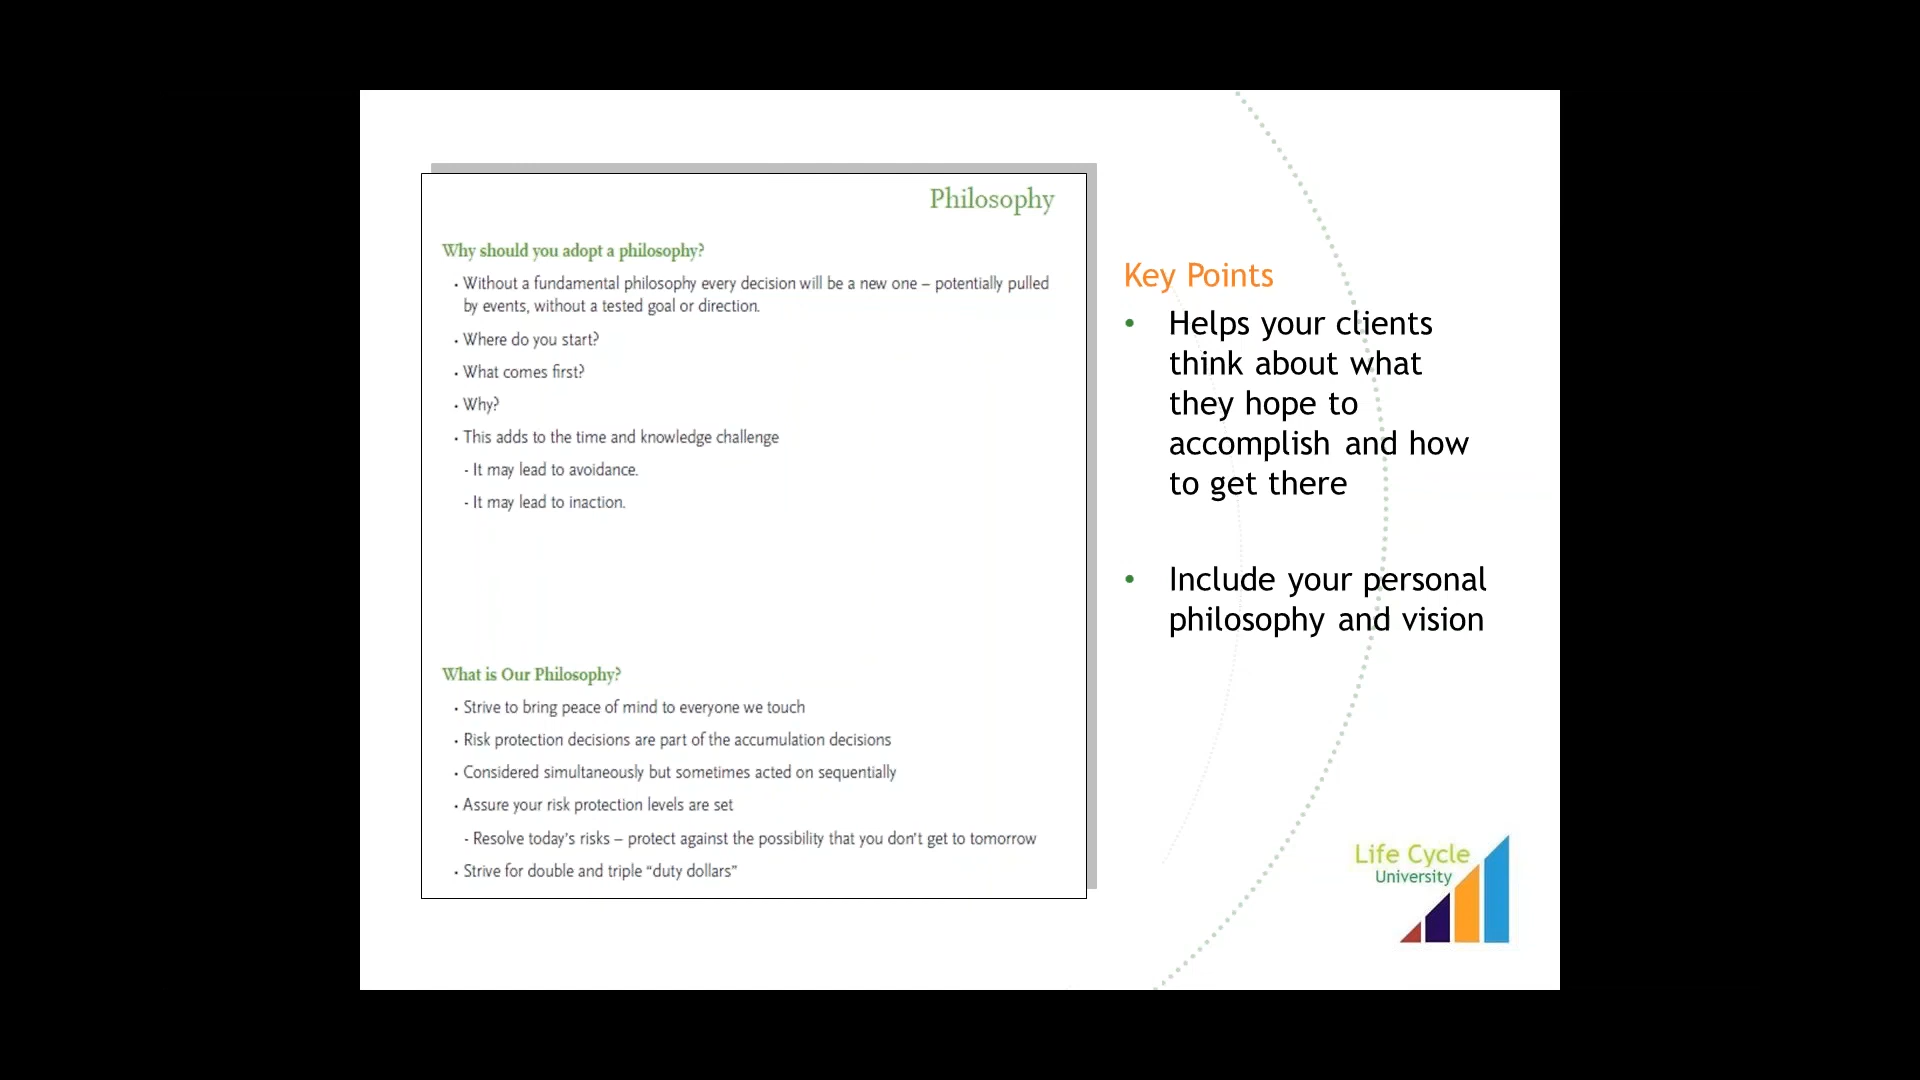 Philosophy
Why should you adopt a philosophy?
• Without a fundamental philosophy every decision will be a new one – potentially pulled
by events, without a tested goal or direction.
• Where do you start?
• What comes first?
• Why?
• This adds to the time and knowledge challenge
- It may lead to avoidance.
- It may lead to inaction.
What is Our Philosophy?
• Strive to bring peace of mind to everyone we touch
• Risk protection decisions are part of the accumulation decisions
• Considered simultaneously but sometimes acted on sequentially
• Assure your risk protection levels are set
- Resolve today's risks – protect against the possibility that you don't get to tomorrow
• Strive for double and triple “duty dollars”
Key Points
• Helps your clients
think about what
they hope to
accomplish and how
to get there
• Include your personal
philosophy and vision
Life Cycle
University